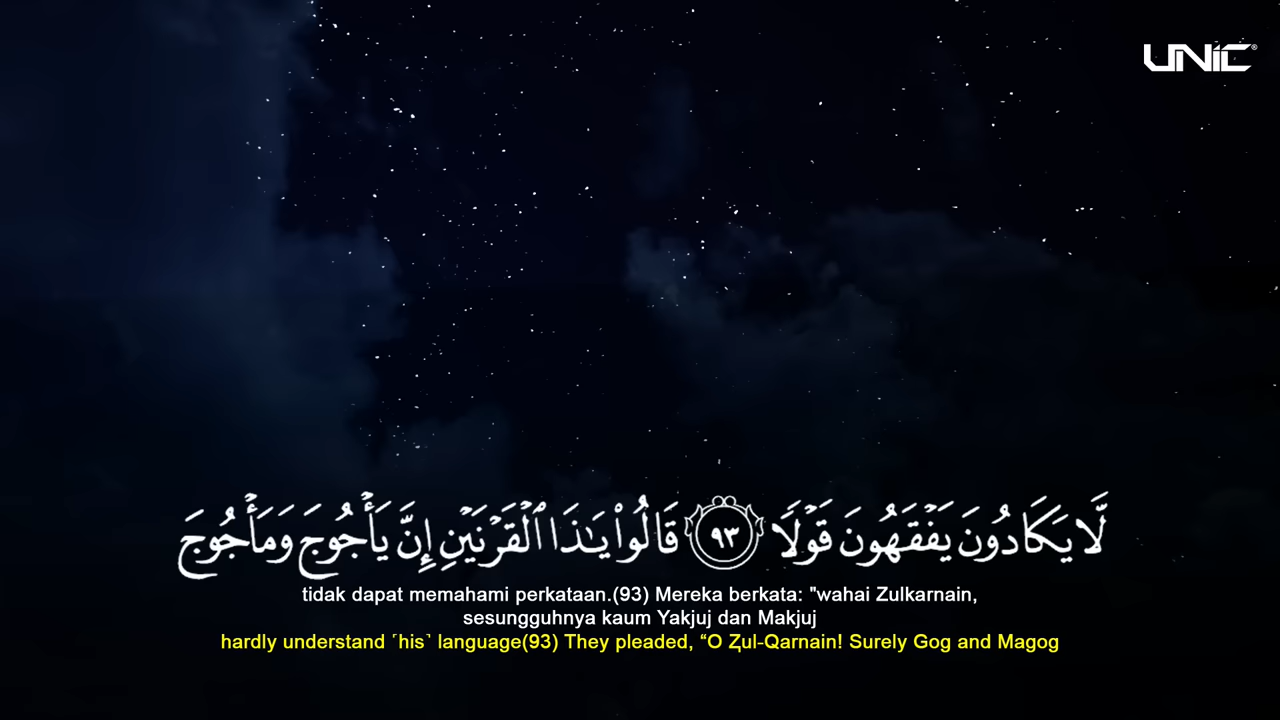 UNIC®
لَّا يَكَادُونَ يَفْقَهُونَ قَوْلًا ٩٣ قَالُوا۟ يَـٰذَا ٱلْقَرْنَيْنِ إِنَّ يَأْجُوجَ وَمَأْجُوجَ
tidak dapat memahami perkataan.(93) Mereka berkata: "wahai Zulkarnain,
sesungguhnya kaum Yakjuj dan Makjuj
hardly understand ˹his˺ language(93) They pleaded, “O Ⱬul-Qarnain! Surely Gog and Magog